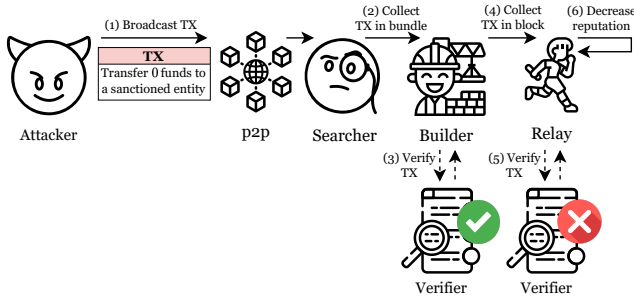 (1) Broadcast TX
TX
Transfer 0 funds to
a sanctioned entity
(2) Collect
TX in bundle
(4) Collect
TX in block
(6) Decrease
reputation
Attacker
p2p
Searcher
Builder
Relay
(3) Verify
TX
(5) Verify
TX
Verifier
Verifier